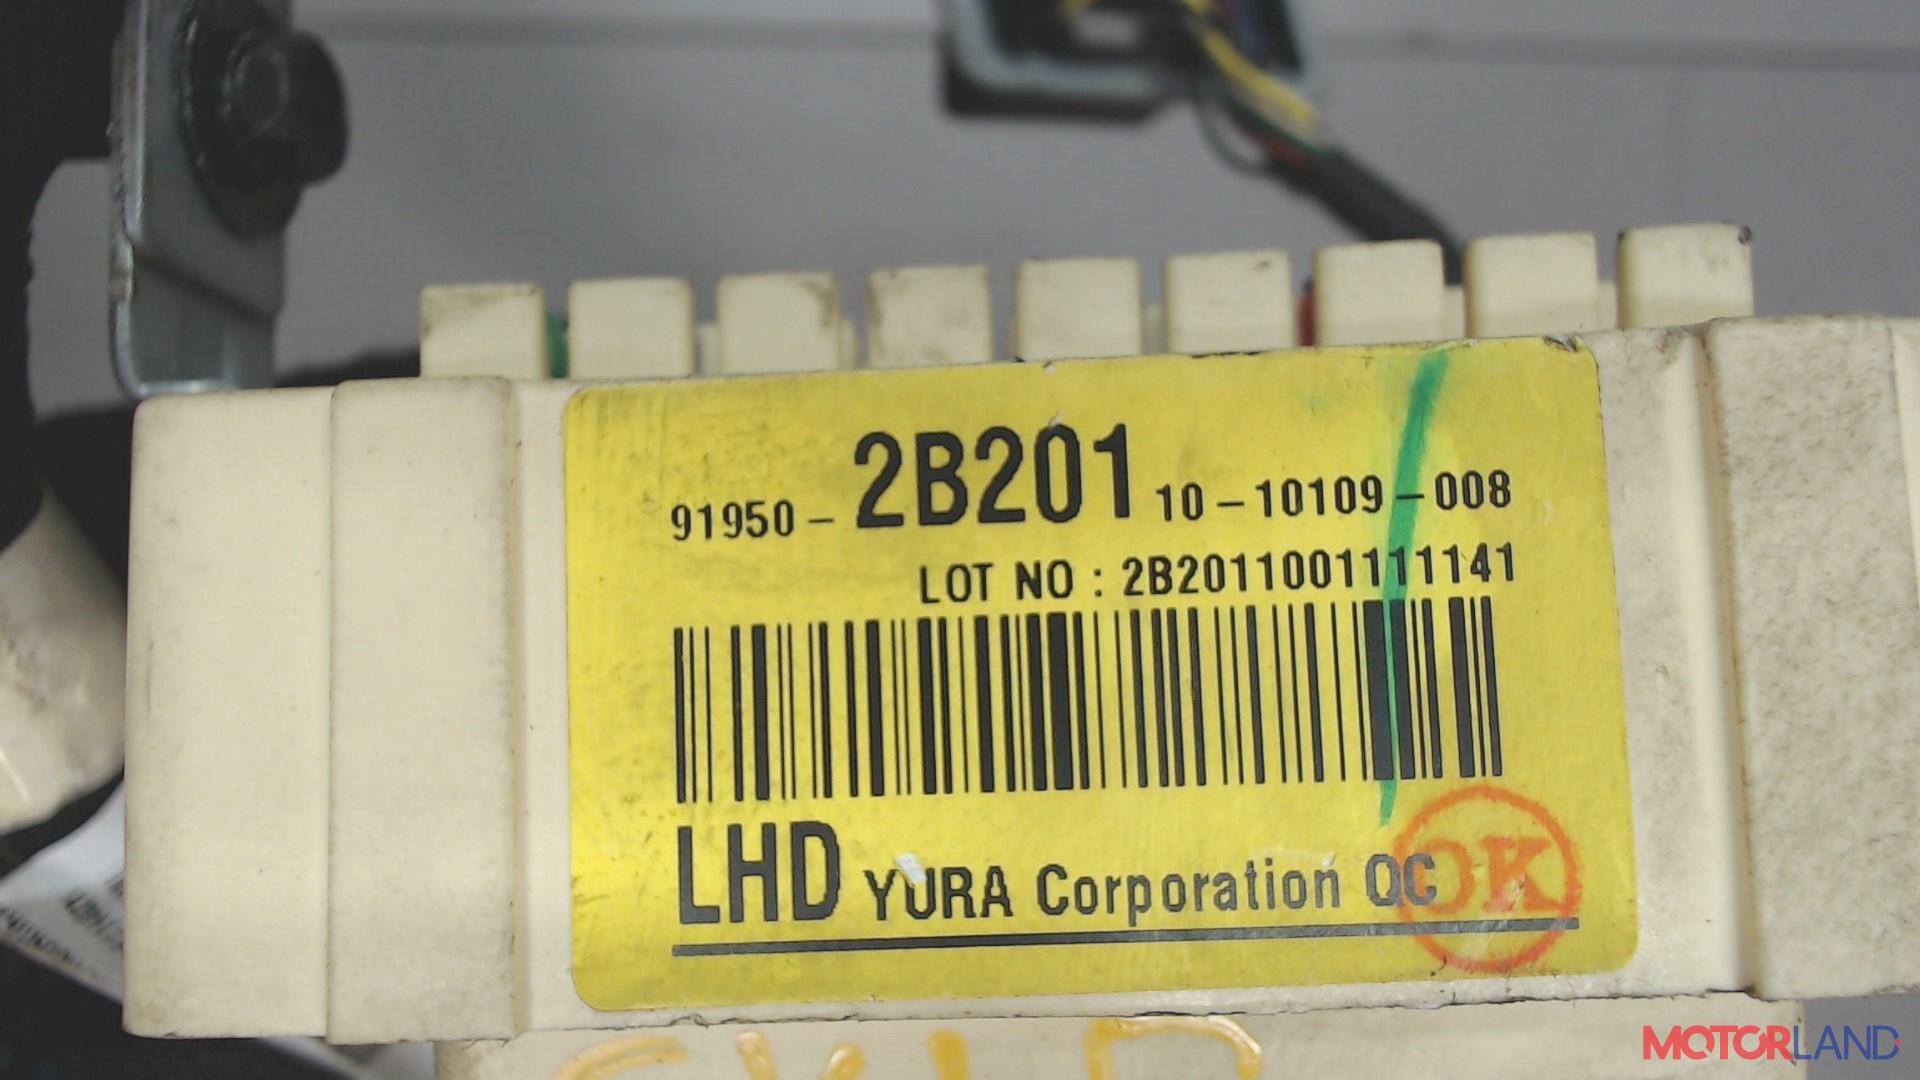 91950-2B201 10-10109-008
LOT NO : 2B2011001111141
LHD YURA Corporation QC
OK
MOTORLAND